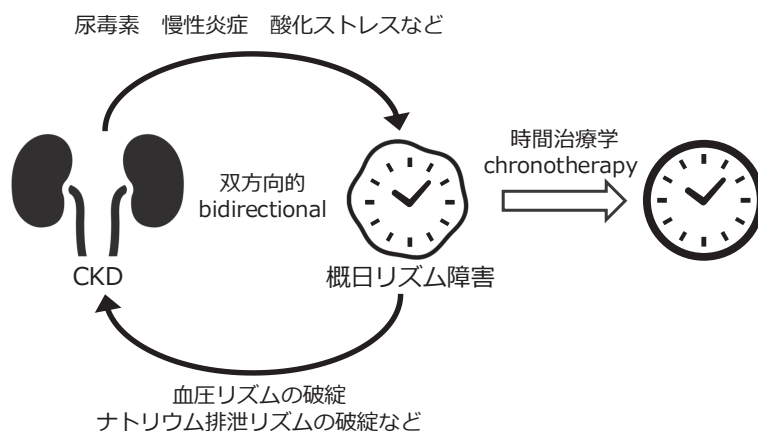 尿毒素　慢性炎症　酸化ストレスなど
時間治療学
chronotherapy
双方向的
bidirectional
CKD
概日リズム障害
血圧リズムの破綻
ナトリウム排泄リズムの破綻など